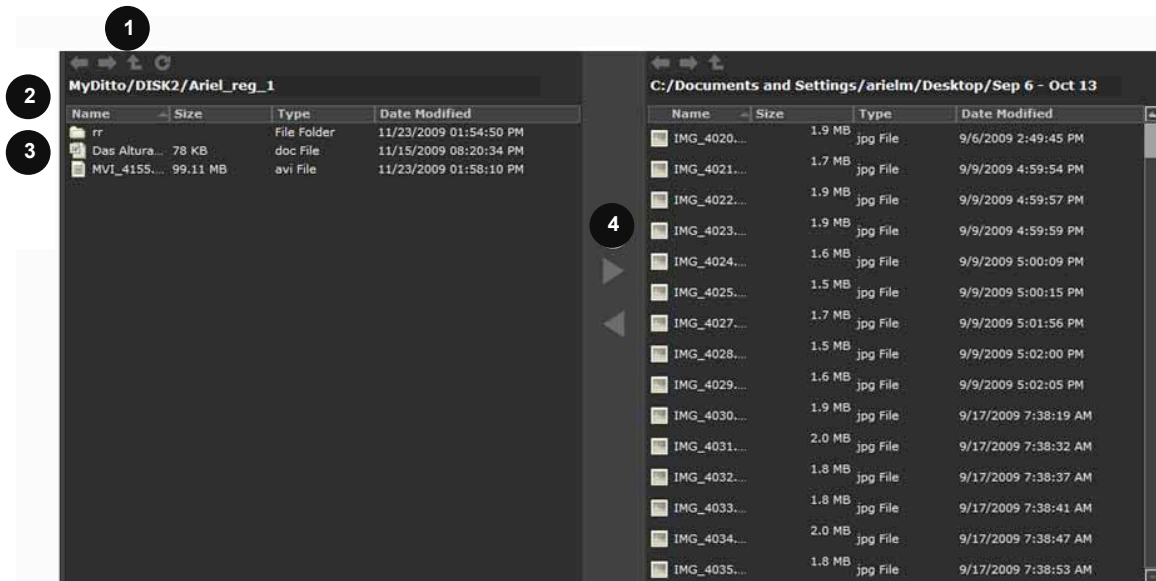 1
MyDitto/DISK2/Ariel_reg_1
2
Name Size Type Date Modified
rr File Folder 11/23/2009 01:54:50 PM
3
Das Altura... 78 KB doc File 11/15/2009 08:20:34 PM
MVI_4155.... 99.11 MB avi File 11/23/2009 01:58:10 PM
4
C:/Documents and Settings/arielm/Desktop/Sep 6 - Oct 13
Name Size Type Date Modified
IMG_4020.... 1.9 MB jpg File 9/6/2009 2:49:45 PM
IMG_4021.... 1.7 MB jpg File 9/9/2009 4:59:54 PM
IMG_4022.... 1.9 MB jpg File 9/9/2009 4:59:57 PM
IMG_4023.... 1.9 MB jpg File 9/9/2009 4:59:59 PM
IMG_4024.... 1.6 MB jpg File 9/9/2009 5:00:09 PM
IMG_4025.... 1.5 MB jpg File 9/9/2009 5:00:15 PM
IMG_4027.... 1.7 MB jpg File 9/9/2009 5:01:56 PM
IMG_4028.... 1.5 MB jpg File 9/9/2009 5:02:00 PM
IMG_4029.... 1.6 MB jpg File 9/9/2009 5:02:05 PM
IMG_4030.... 1.9 MB jpg File 9/17/2009 7:38:19 AM
IMG_4031.... 2.0 MB jpg File 9/17/2009 7:38:32 AM
IMG_4032.... 1.8 MB jpg File 9/17/2009 7:38:37 AM
IMG_4033.... 1.8 MB jpg File 9/17/2009 7:38:41 AM
IMG_4034.... 2.0 MB jpg File 9/17/2009 7:38:47 AM
IMG_4035.... 1.8 MB jpg File 9/17/2009 7:38:53 AM